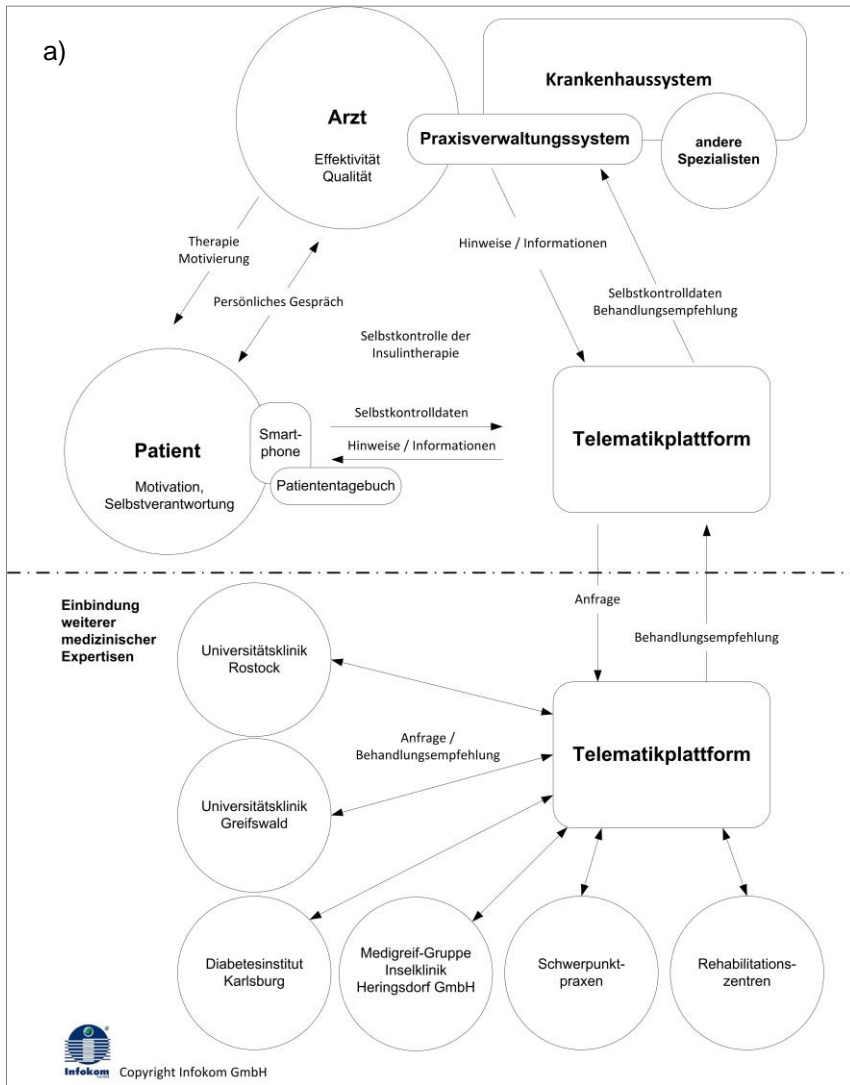 a)
Krankenhaussystem
Arzt
Effektivität
Qualität
Praxisverwaltungssystem
andere
Spezialisten
Therapie
Motivierung
Hinweise / Informationen
Persönliches Gespräch
Selbstkontrolldaten
Behandlungsempfehlung
Selbstkontrolle der
Insulintherapie
Patient
Motivation,
Selbstverantwortung
Smart-
phone
Patiententagebuch
Selbstkontrolldaten
Hinweise / Informationen
Telematikplattform
Anfrage
Behandlungsempfehlung
Einbindung
weiterer
medizinischer
Expertisen
Universitätsklinik
Rostock
Anfrage /
Behandlungsempfehlung
Telematikplattform
Universitätsklinik
Greifswald
Diabetesinstitut
Karlsburg
Medigreif-Gruppe
Inselklinik
Heringsdorf GmbH
Schwerpunkt-
praxen
Rehabilitations-
zentren
Infokom
Copyright Infokom GmbH